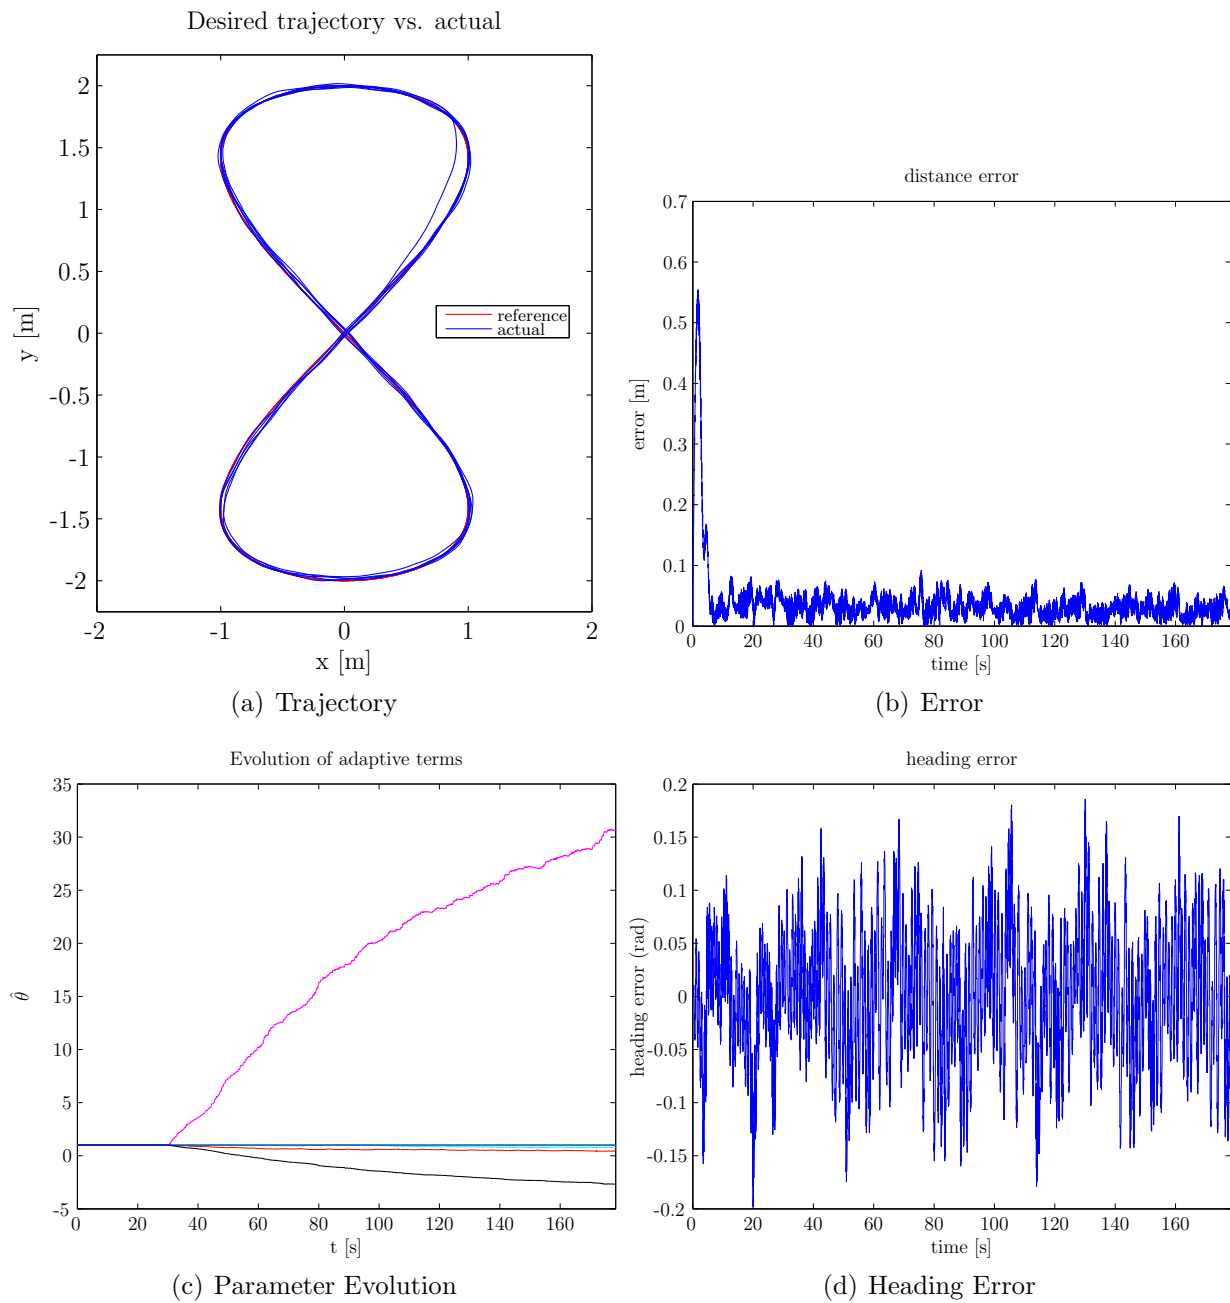 Desired trajectory vs. actual
2
1.5
1
0.5
0
-0.5
-1
-1.5
-2
y [m]
reference
actual
-2 -1 0 1 2
x [m]
(a) Trajectory
distance error
0.7
0.6
0.5
0.4
0.3
0.2
0.1
0
error [m]
0 20 40 60 80 100 120 140 160
time [s]
(b) Error
Evolution of adaptive terms
35
30
25
20
15
10
5
0
-5
θ̂
0 20 40 60 80 100 120 140 160
t [s]
(c) Parameter Evolution
heading error
0.2
0.15
0.1
0.05
0
-0.05
-0.1
-0.15
-0.2
heading error (rad)
0 20 40 60 80 100 120 140 160
time [s]
(d) Heading Error